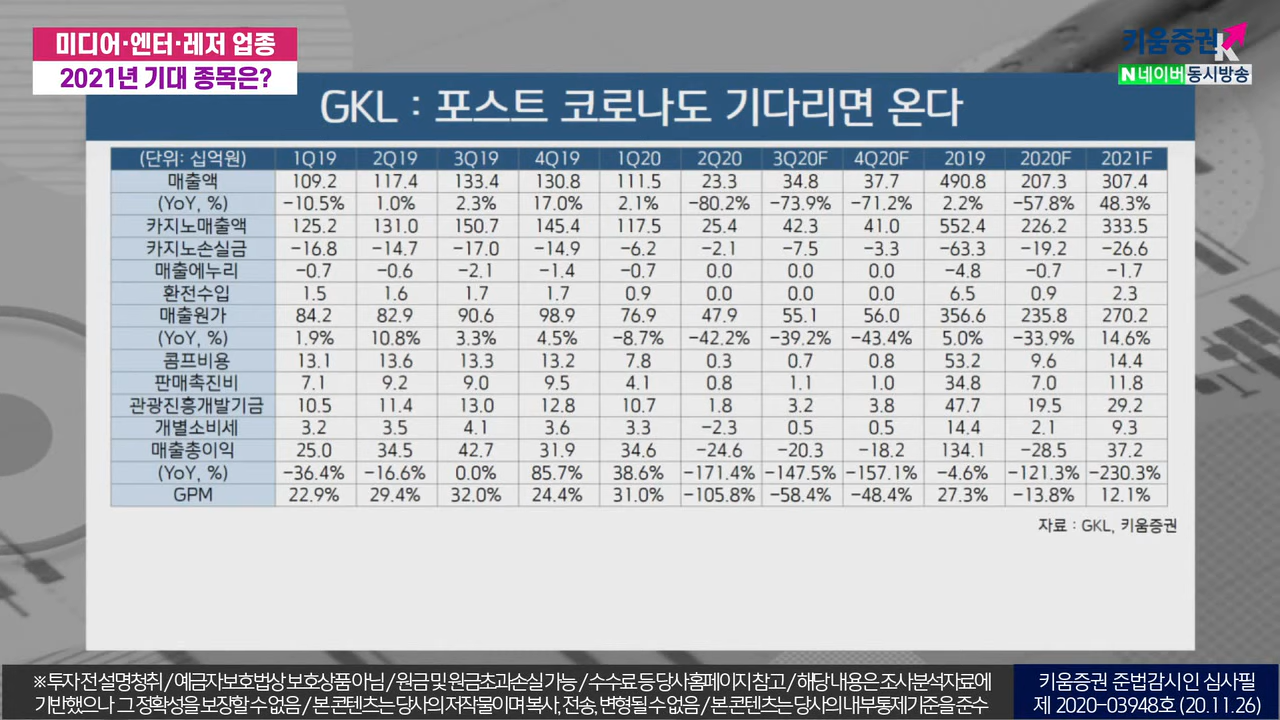 미디어·엔터·레저 업종
2021년 기대 종목은?
키움증권
N 네이버 동시방송
GKL : 포스트 코로나도 기다리면 온다
(단위: 십억원) 1Q19 2Q19 3Q19 4Q19 1Q20 2Q20 3Q20F 4Q20F 2019 2020F 2021F
매출액 109.2 117.4 133.4 130.8 111.5 23.3 34.8 37.7 490.8 207.3 307.4
(YoY, %) -10.5% 1.0% 2.3% 17.0% 2.1% -80.2% -73.9% -71.2% 2.2% -57.8% 48.3%
카지노매출액 125.2 131.0 150.7 145.4 117.5 25.4 42.3 41.0 552.4 226.2 333.5
카지노손실금 -16.8 -14.7 -17.0 -14.9 -6.2 -2.1 -7.5 -3.3 -63.3 -19.2 -26.6
매출에누리 -0.7 -0.6 -2.1 -1.4 -0.7 0.0 0.0 0.0 -4.8 -0.7 -1.7
환전수입 1.5 1.6 1.7 1.7 0.9 0.0 0.0 0.0 6.5 0.9 2.3
매출원가 84.2 82.9 90.6 98.9 76.9 47.9 55.1 56.0 356.6 235.8 270.2
(YoY, %) 1.9% 10.8% 3.3% 4.5% -8.7% -42.2% -39.2% -43.4% 5.0% -33.9% 14.6%
콤프비용 13.1 13.6 13.3 13.2 7.8 0.3 0.7 0.8 53.2 9.6 14.4
판매촉진비 7.1 9.2 9.0 9.5 4.1 0.8 1.1 1.0 34.8 7.0 11.8
관광진흥개발기금 10.5 11.4 13.0 12.8 10.7 1.8 3.2 3.8 47.7 19.5 29.2
개별소비세 3.2 3.5 4.1 3.6 3.3 -2.3 0.5 0.5 14.4 2.1 9.3
매출총이익 25.0 34.5 42.7 31.9 34.6 -24.6 -20.3 -18.2 134.1 -28.5 37.2
(YoY, %) -36.4% -16.6% 0.0% 85.7% 38.6% -171.4% -147.5% -157.1% -4.6% -121.3% -230.3%
GPM 22.9% 29.4% 32.0% 24.4% 31.0% -105.8% -58.4% -48.4% 27.3% -13.8% 12.1%
자료 : GKL, 키움증권
※ 투자 전 설명청취 / 예금자보호법상 보호상품 아님 / 원금 및 원금초과손실 가능 / 수수료 등 당사홈페이지 참고 / 해당 내용은 조사분석자료에
기반했으나 그 정확성을 보장할 수 없음 / 본 콘텐츠는 당사의 저작물이며 복사, 전송, 변형될 수 없음 / 본 콘텐츠는 당사의 내부통제기준을 준수
키움증권 준법감시인 심사필
제 2020-03948호 (20.11.26)